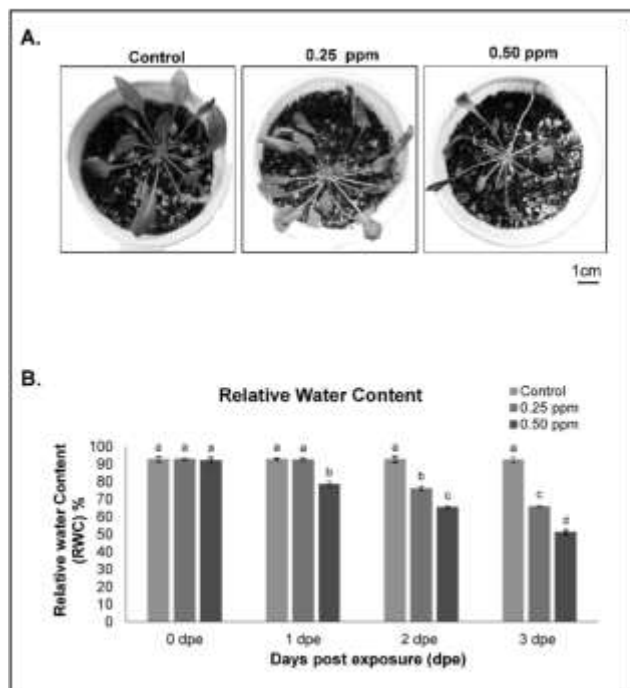 A.
Control 0.25 ppm 0.50 ppm
1cm
B.
Relative Water Content
Control
0.25 ppm
0.50 ppm
Relative water Content
(RWC) %
100
90
80
70
60
50
40
30
20
10
0
a a a a a b a b c a c
0 dpe 1 dpe 2 dpe 3 dpe
Days post exposure (dpe)